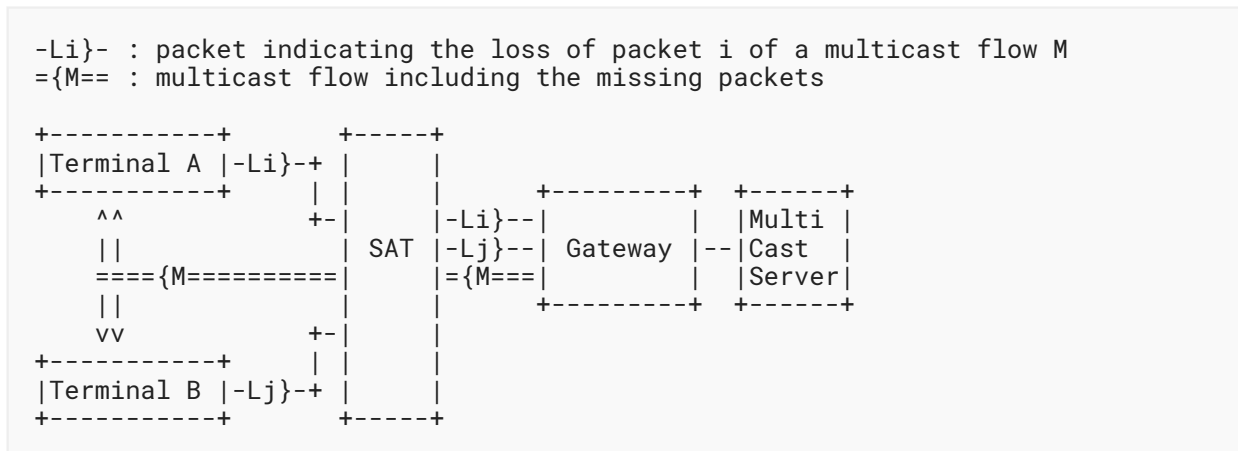 -Li}- : packet indicating the loss of packet i of a multicast flow M
={M== : multicast flow including the missing packets

+-----------+       +-----+
|Terminal A |-Li}-+ |     |
+-----------+     | |     |      +---------+  +------+
    ^^            +-|     |-Li}--|         |  |Multi |
    ||              | SAT |-Lj}--| Gateway |--|Cast  |
    ===={M==========|     |={M===|         |  |Server|
    ||              |     |      +---------+  +------+
    vv            +-|     |
+-----------+     | |     |
|Terminal B |-Lj}-+ |     |
+-----------+       +-----+